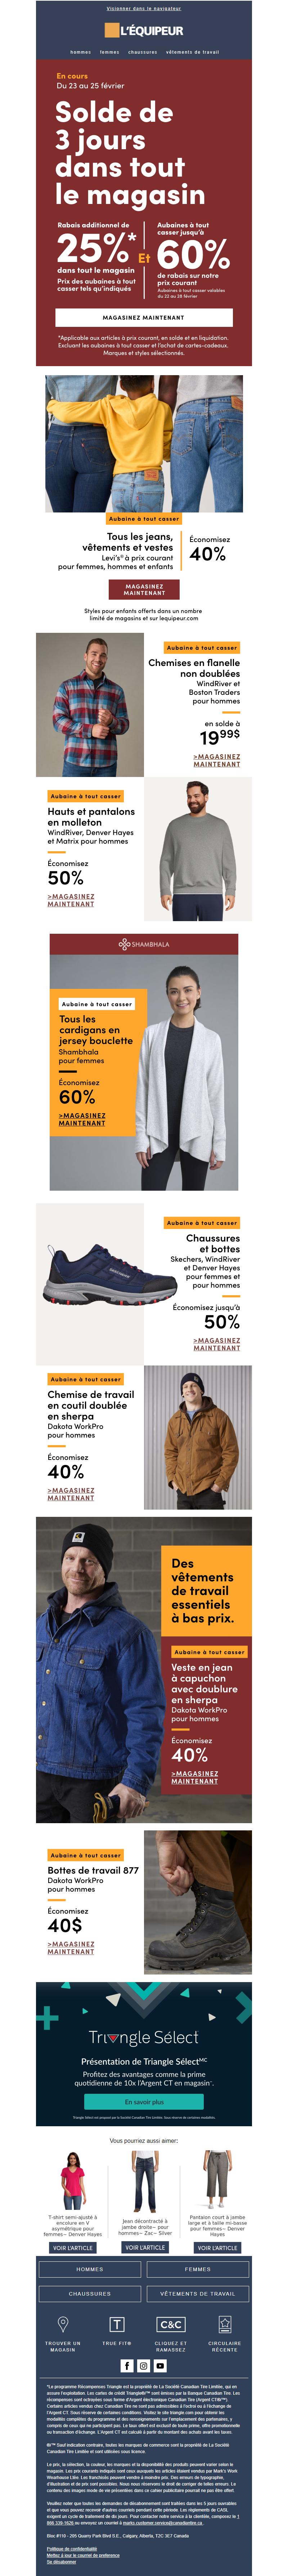 Visionner dans le navigateur
L'ÉQUIPEUR
hommes femmes chaussures vêtements de travail
En cours
Du 23 au 25 février
Solde de
3 jours
dans tout
le magasin
Rabais additionnel de
25%*
dans tout le magasin
Prix des aubaines à tout
casser tels qu'indiqués
Et
Aubaines à tout
casser jusqu'à
60%
de rabais sur notre
prix courant
Aubaines à tout casser valables
du 22 au 28 février
MAGASINEZ MAINTENANT
*Applicable aux articles à prix courant, en solde et en liquidation.
Excluant les aubaines à tout casser et l'achat de cartes-cadeaux.
Marques et styles sélectionnés.
Aubaine à tout casser
Tous les jeans,
vêtements et vestes
Levi's® à prix courant
pour femmes, hommes et enfants
Économisez
40%
MAGASINEZ
MAINTENANT
Styles pour enfants offerts dans un nombre
limité de magasins et sur lequipeur.com
Aubaine à tout casser
Chemises en flanelle
non doublées
WindRiver et
Boston Traders
pour hommes
en solde à
1999$
>MAGASINEZ
MAINTENANT
Aubaine à tout casser
Hauts et pantalons
en molleton
WindRiver, Denver Hayes
et Matrix pour hommes
Économisez
50%
>MAGASINEZ
MAINTENANT
SHAMBHALA
Aubaine à tout casser
Tous les
cardigans en
jersey bouclette
Shambhala
pour femmes
Économisez
60%
>MAGASINEZ
MAINTENANT
Aubaine à tout casser
Chaussures
et bottes
Skechers, WindRiver
et Denver Hayes
pour femmes et
pour hommes
Économisez jusqu'à
50%
>MAGASINEZ
MAINTENANT
Aubaine à tout casser
Chemise de travail
en coutil doublée
en sherpa
Dakota WorkPro
pour hommes
Économisez
40%
>MAGASINEZ
MAINTENANT
Des
vêtements
de travail
essentiels
à bas prix.
Aubaine à tout casser
Veste en jean
à capuchon
avec doublure
en sherpa
Dakota WorkPro
pour hommes
Économisez
40%
>MAGASINEZ
MAINTENANT
Aubaine à tout casser
Bottes de travail 877
Dakota WorkPro
pour hommes
Économisez
40$
>MAGASINEZ
MAINTENANT
Triangle Select
Présentation de Triangle SélectMC
Profitez des avantages comme la prime
quotidienne de 10x l'Argent CT en magasin
En savoir plus
Vous pourriez aussi aimer:
T-shirt semi-ajusté à
encolure en V
asymétrique pour
femmes– Denver Hayes
VOIR L'ARTICLE
Jean décontracté à
jambe droite– pour
hommes– Zac– Silver
VOIR L'ARTICLE
Pantalon court à jambe
large et à taille mi-basse
pour femmes– Denver
Hayes
VOIR L'ARTICLE
HOMMES
FEMMES
CHAUSSURES
VÊTEMENTS DE TRAVAIL
TROUVER UN
MAGASIN
T
TRUE FIT®
C&C
CLIQUEZ ET
RAMASSEZ
CIRCULAIRE
RÉCENTE
Bloc #110 - 205 Quarry Park Blvd S.E., Calgary, Alberta, T2C 3E7 Canada
Politique de confidentialité
Mettez à jour le courriel de préférence
Se désabonner